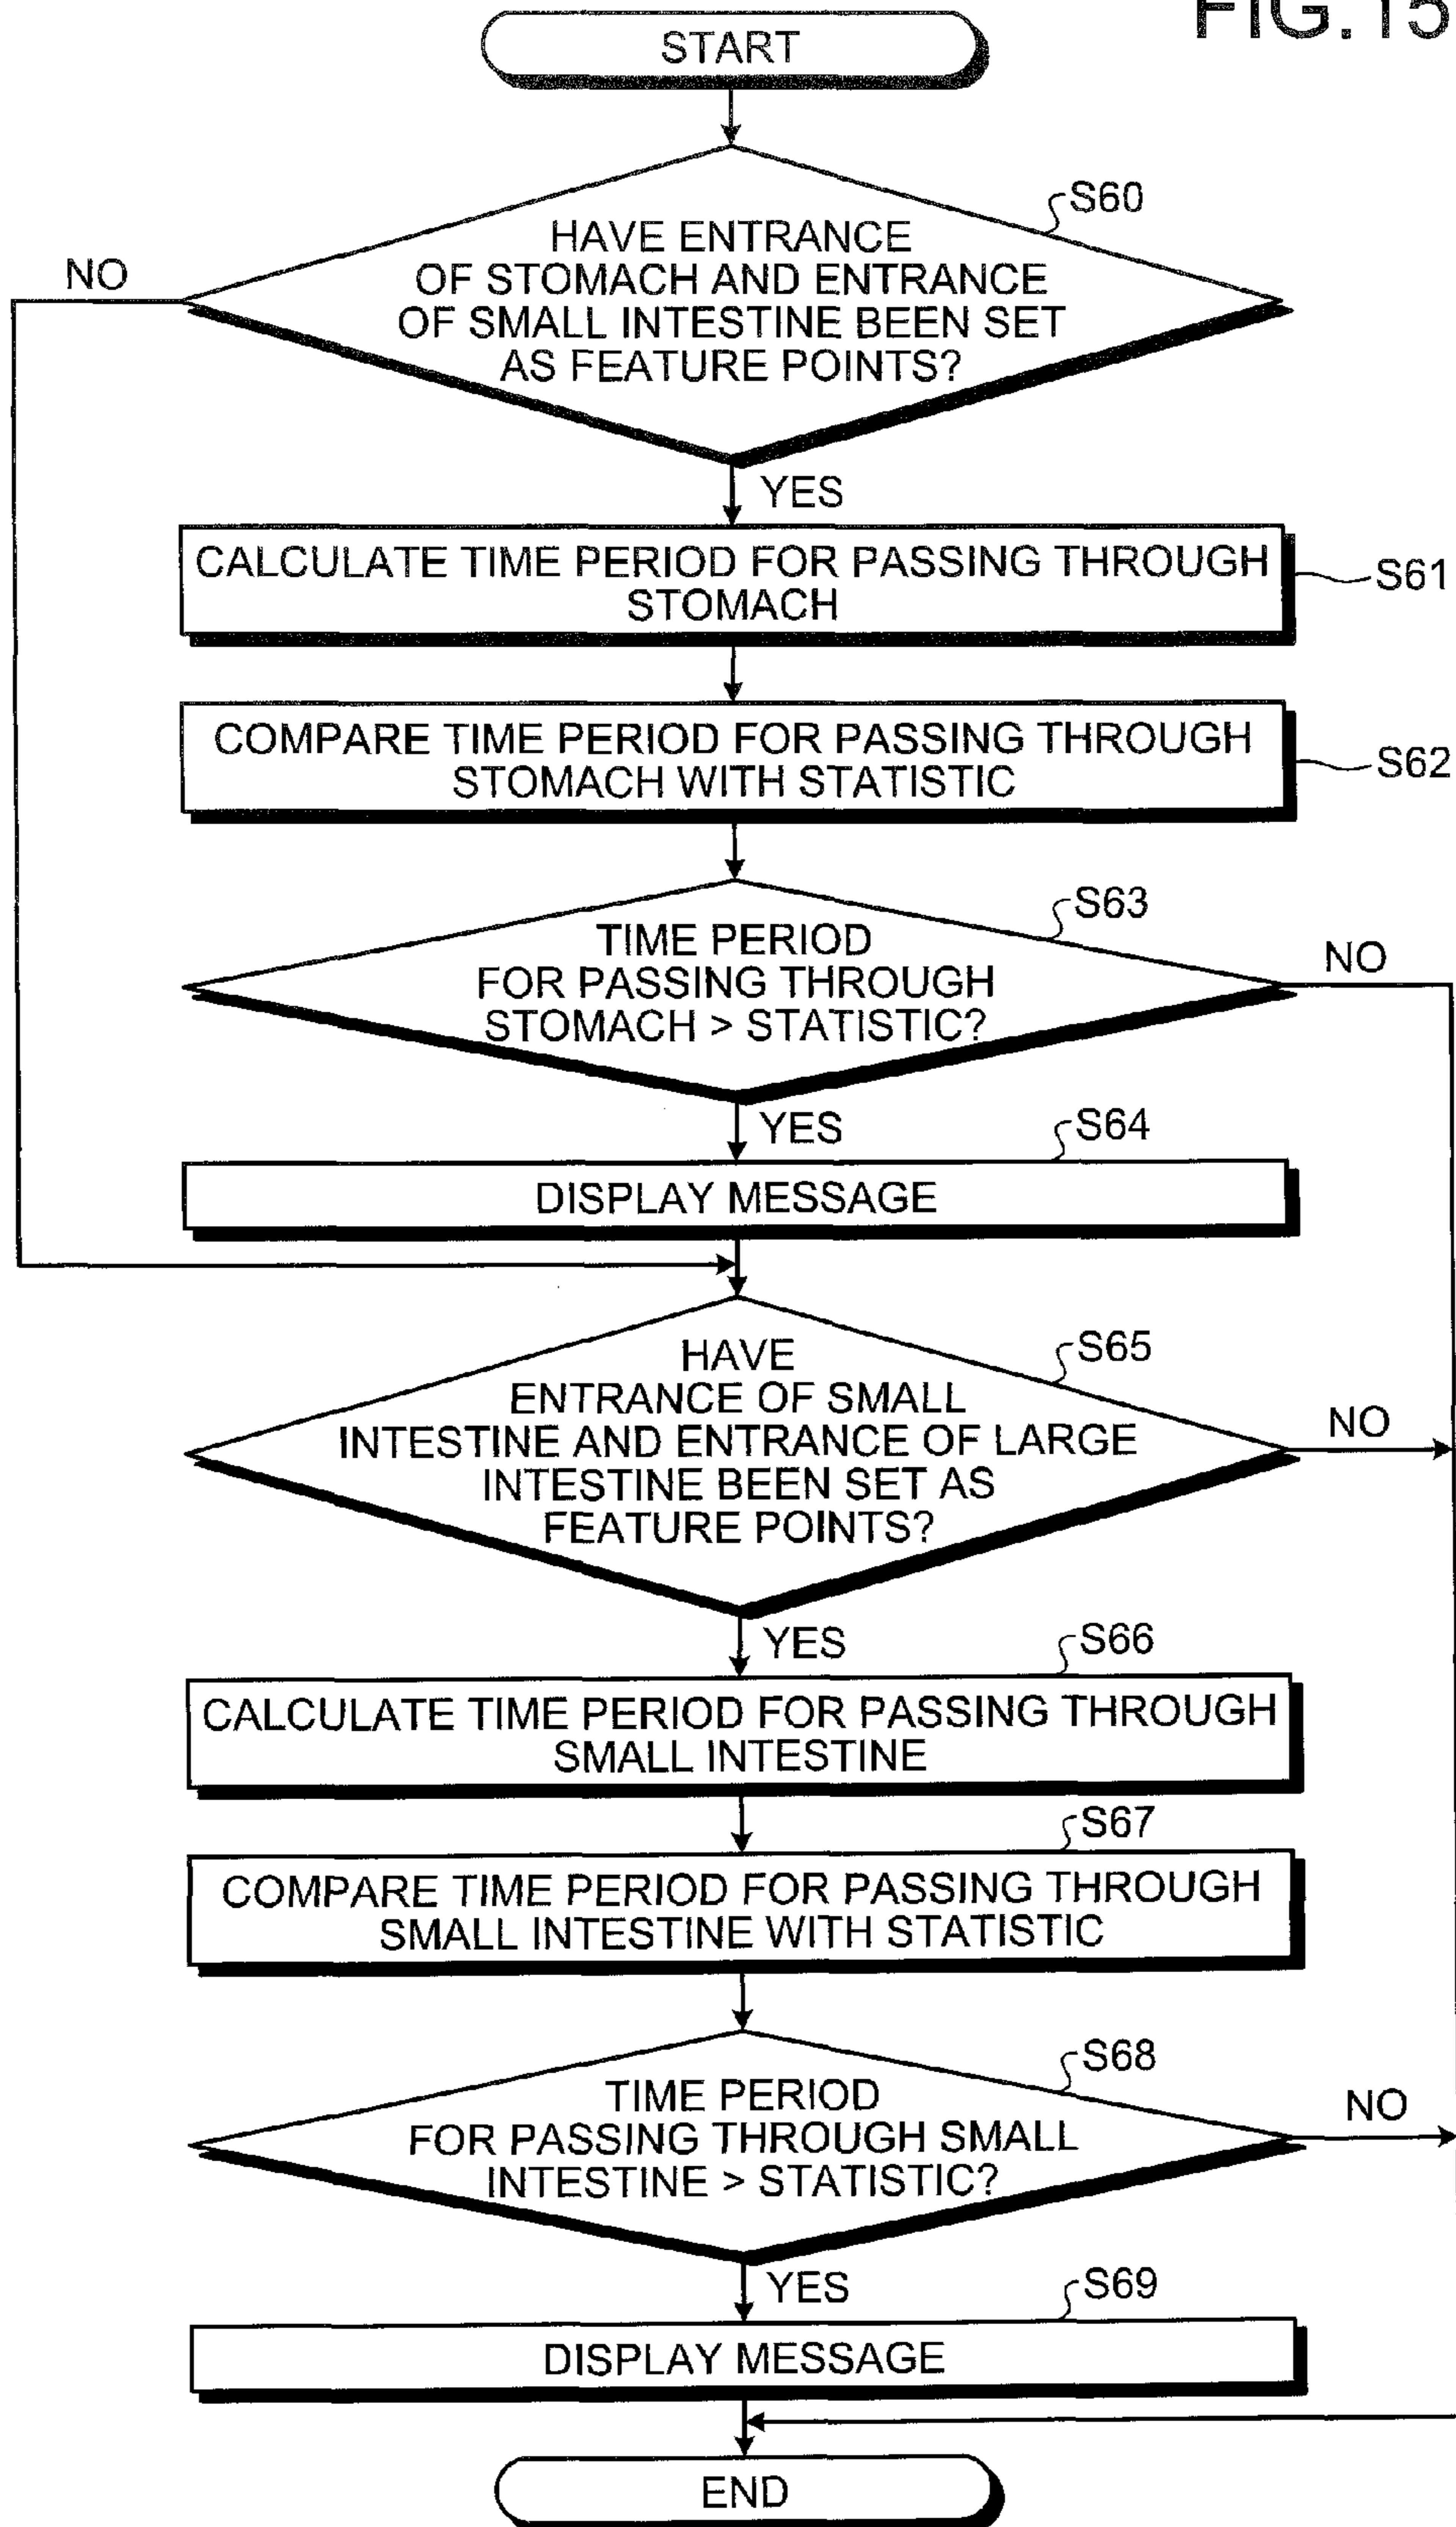 FIG.15
START
S60
HAVE ENTRANCE
OF STOMACH AND ENTRANCE
OF SMALL INTESTINE BEEN SET
AS FEATURE POINTS?
NO
YES
CALCULATE TIME PERIOD FOR PASSING THROUGH
STOMACH
S61
COMPARE TIME PERIOD FOR PASSING THROUGH
STOMACH WITH STATISTIC
S62
S63
TIME PERIOD
FOR PASSING THROUGH
STOMACH > STATISTIC?
NO
YES
S64
DISPLAY MESSAGE
S65
HAVE
ENTRANCE OF SMALL
INTESTINE AND ENTRANCE OF LARGE
INTESTINE BEEN SET AS
FEATURE POINTS?
NO
YES
S66
CALCULATE TIME PERIOD FOR PASSING THROUGH
SMALL INTESTINE
S67
COMPARE TIME PERIOD FOR PASSING THROUGH
SMALL INTESTINE WITH STATISTIC
S68
TIME PERIOD
FOR PASSING THROUGH SMALL
INTESTINE > STATISTIC?
NO
YES
S69
DISPLAY MESSAGE
END